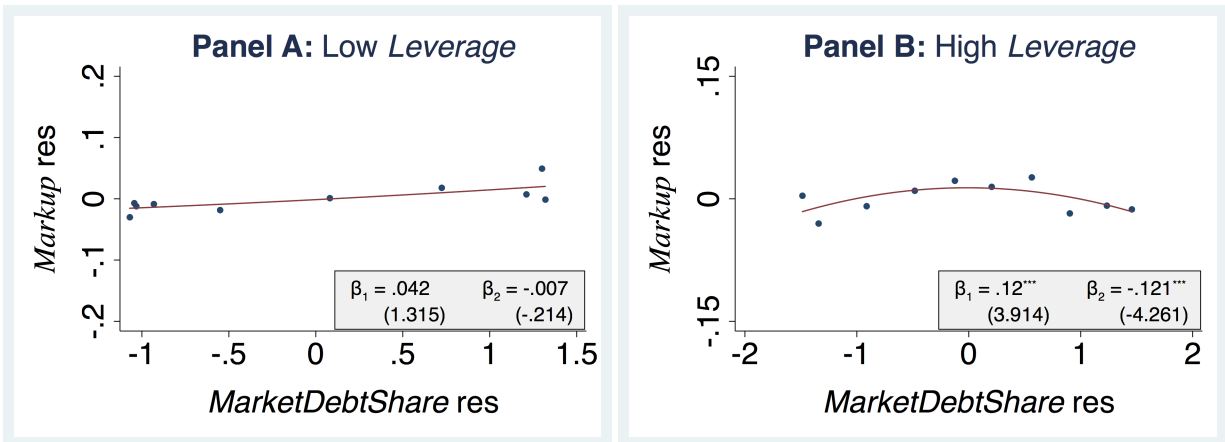 Panel A: Low Leverage
Markup res
.2
.1
0
-.1
-.2
β1 = .042 β2 = -.007
(1.315) (-.214)
-1 -.5 0 .5 1 1.5
MarketDebtShare res
Panel B: High Leverage
Markup res
.15
0
-.15
β1 = .12*** β2 = -.121***
(3.914) (-4.261)
-2 -1 0 1 2
MarketDebtShare res